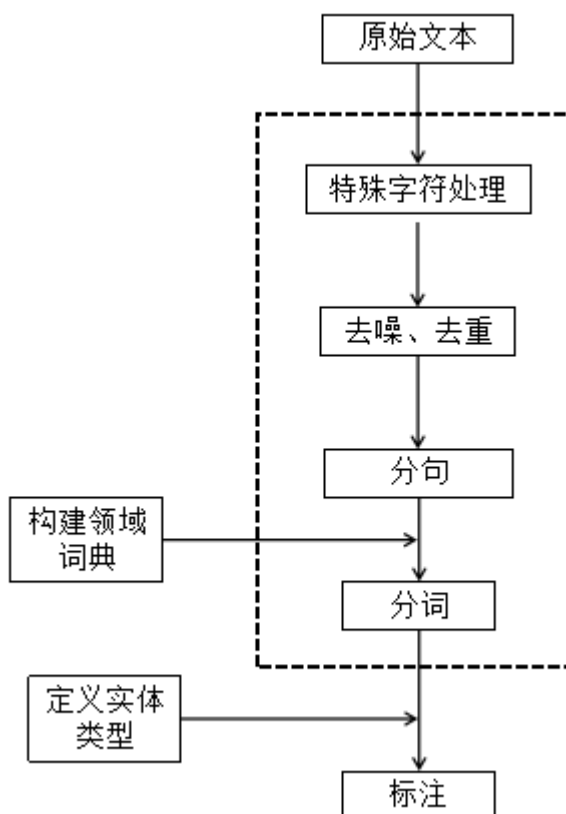 原始文本
特殊字符处理
去噪、去重
分句
构建领域
词典
分词
定义实体
类型
标注